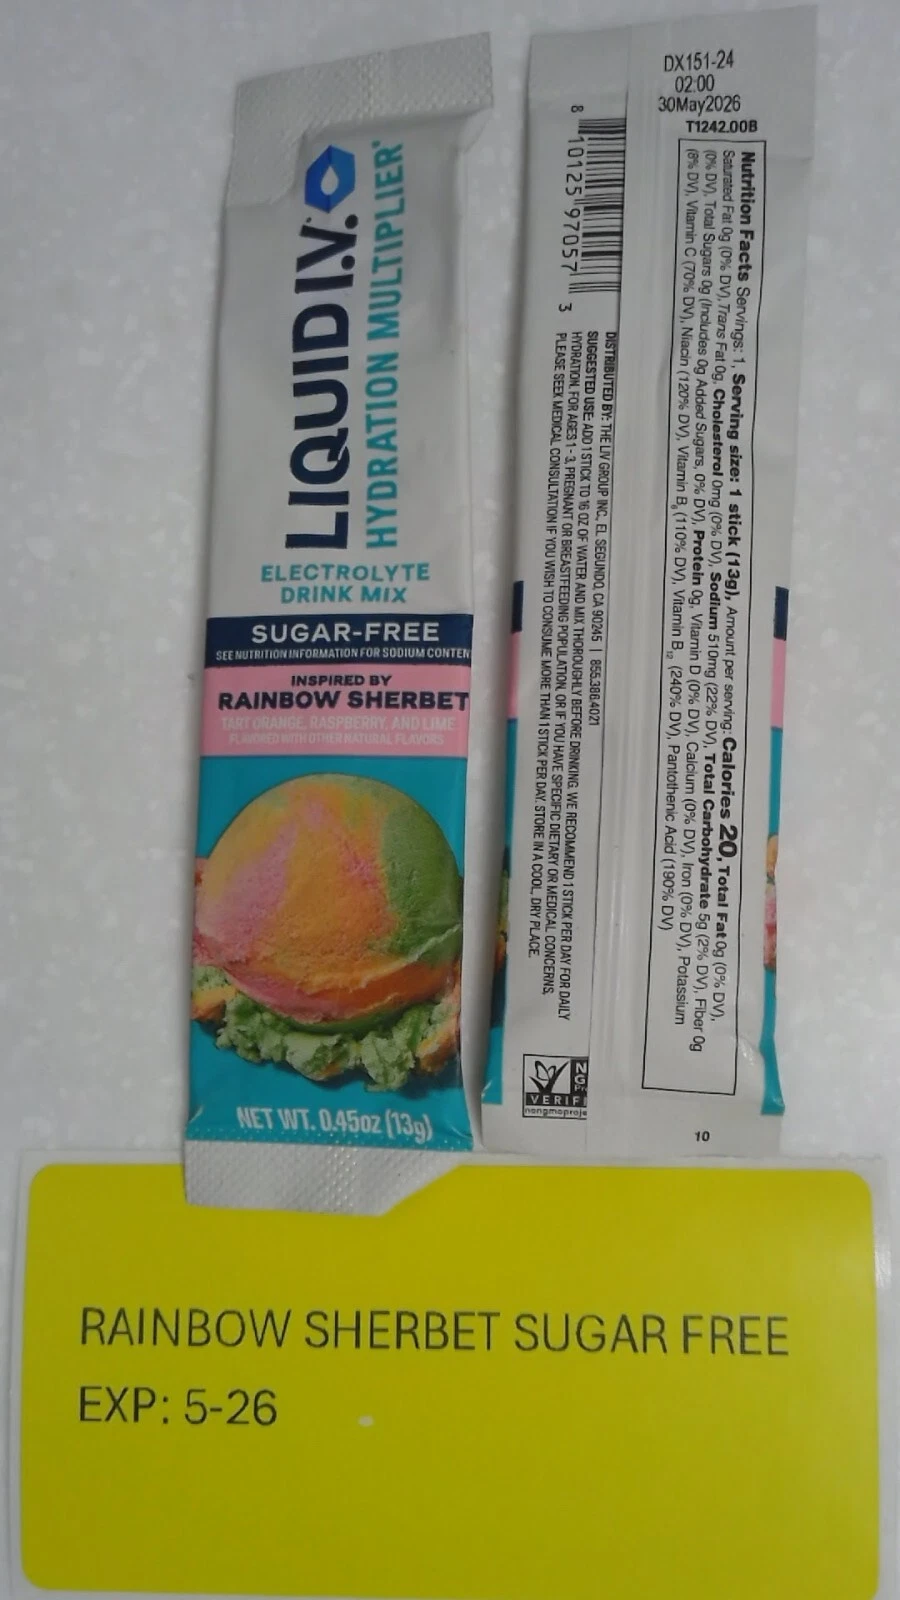 LIQUID I.V.
HYDRATION MULTIPLIER
ELECTROLYTE
DRINK MIX
SUGAR-FREE
SEE NUTRITION INFORMATION FOR SODIUM CONTEN
INSPIRED BY
RAINBOW SHERBET
TART ORANGE, RASPBERRY, AND LIME
FLAVORED WITH OTHER NATURAL FLAVORS
NET WT. 0.45oz (13g)
DX151-24
02:00
30May2026
T1242.00B
Nutrition Facts Servings: 1, Serving size: 1 stick (13g), Amount per serving: Calories 20, Total Fat 0g (0% DV),
Saturated Fat 0g (0% DV), Trans Fat 0g, Cholesterol 0mg (0% DV), Sodium 510mg (22% DV), Total Carbohydrate 5g (2% DV), Fiber 0g
(0% DV), Total Sugars 0g (Includes 0g Added Sugars, 0% DV), Protein 0g, Vitamin D (0% DV), Calcium (0% DV), Iron (0% DV), Potassium
(8% DV), Vitamin C (70% DV), Niacin (120% DV), Vitamin B6 (110% DV), Vitamin B12 (240% DV), Pantothenic Acid (190% DV)
8 10125 97057 3
DISTRIBUTED BY: THE LIV GROUP INC., EL SEGUNDO, CA 90245 | 855.386.4021
SUGGESTED USE: ADD 1 STICK TO 16 OZ OF WATER AND MIX THOROUGHLY BEFORE DRINKING. WE RECOMMEND 1 STICK PER DAY FOR DAILY
HYDRATION. FOR AGES 1 - 3, PREGNANT OR BREASTFEEDING POPULATION, OR IF YOU HAVE SPECIFIC DIETARY OR MEDICAL CONCERNS,
PLEASE SEEK MEDICAL CONSULTATION IF YOU WISH TO CONSUME MORE THAN 1 STICK PER DAY. STORE IN A COOL, DRY PLACE.
VERIF
nongmoproje
10
RAINBOW SHERBET SUGAR FREE
EXP: 5-26